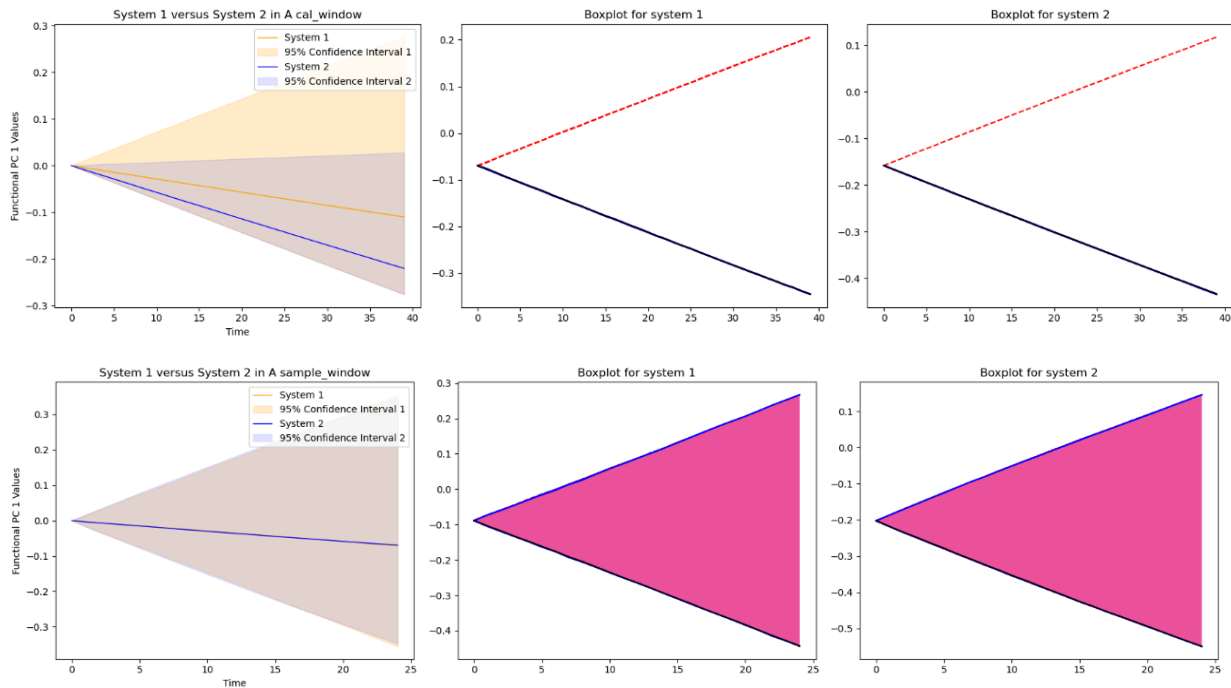 System 1 versus System 2 in A cal_window
System 1
95% Confidence Interval 1
System 2
95% Confidence Interval 2
Functional PC 1 Values
0.3
0.2
0.1
0.0
−0.1
−0.2
−0.3
0 5 10 15 20 25 30 35 40
Time
Boxplot for system 1
0.2
0.1
0.0
−0.1
−0.2
−0.3
0 5 10 15 20 25 30 35 40
Boxplot for system 2
0.1
0.0
−0.1
−0.2
−0.3
−0.4
0 5 10 15 20 25 30 35 40
System 1 versus System 2 in A sample_window
System 1
95% Confidence Interval 1
System 2
95% Confidence Interval 2
Functional PC 1 Values
0.3
0.2
0.1
0.0
−0.1
−0.2
−0.3
0 5 10 15 20 25
Time
Boxplot for system 1
0.3
0.2
0.1
0.0
−0.1
−0.2
−0.3
−0.4
0 5 10 15 20 25
Boxplot for system 2
0.1
0.0
−0.1
−0.2
−0.3
−0.4
−0.5
0 5 10 15 20 25